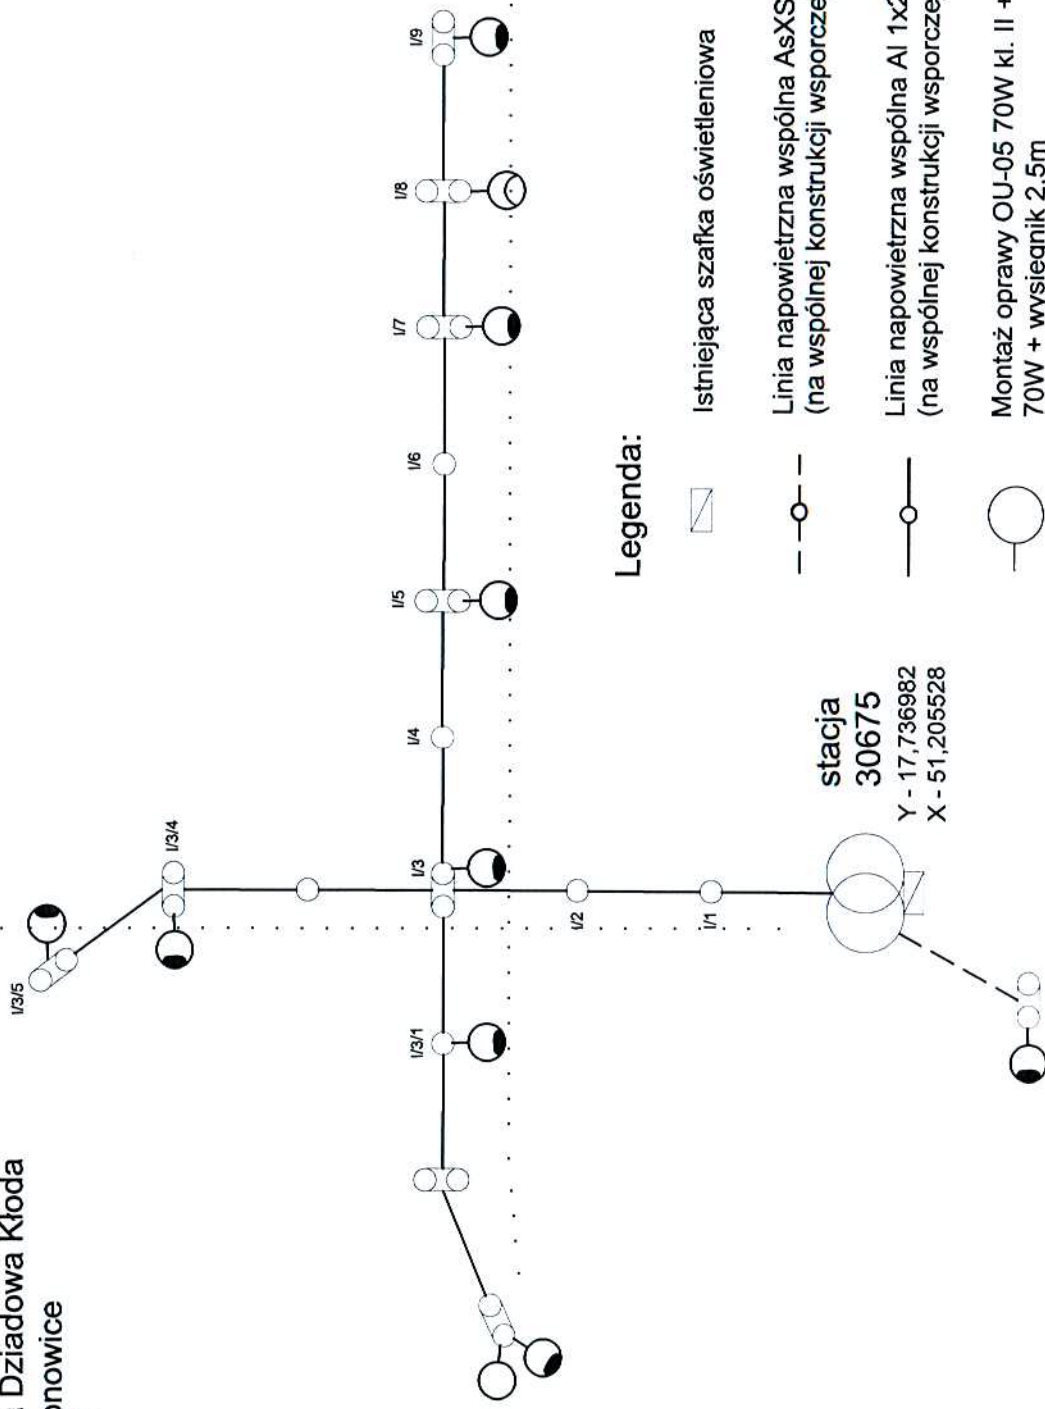 Dziadowa Kłoda
I/3/5
I/3/4
I/3/1
I/3
I/2
I/1
I/4
I/5
I/6
I/7
I/8
I/9
stacja
30675
Y - 17,736982
X - 51,205528
Legenda:
Istniejąca szafka oświetleniowa
Linia napowietrzna wspólna AsXS
(na wspólnej konstrukcji wsporcze
Linia napowietrzna wspólna Al 1x2
(na wspólnej konstrukcji wsporcze
Montaż oprawy OU-05 70W kl. II +
70W + wysięgnik 2,5m